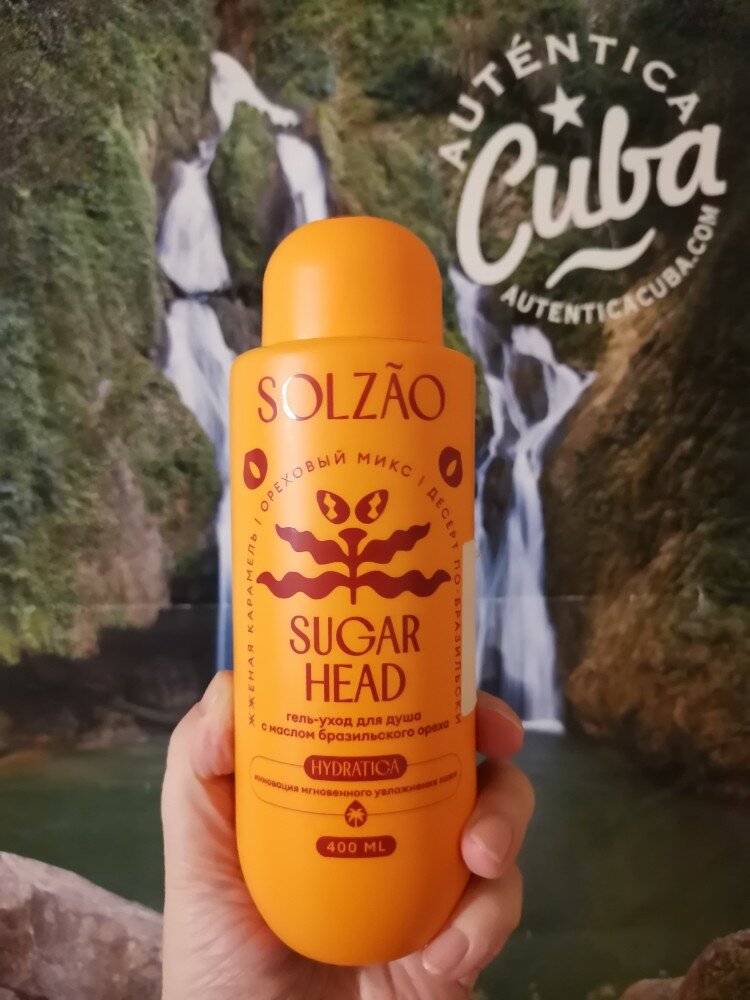 AUTÉNTICA
Cuba
AUTENTICACUBA.COM
SOLZÃO
ЖЖЕНАЯ КАРАМЕЛЬ | ОРЕХОВЫЙ МИКС | ДЕСЕРТ ПО-БРАЗИЛЬСКИ
SUGAR
HEAD
гель-уход для душа
с маслом бразильского ореха
HYDRATICA
инновация мгновенного увлажнения кожи
400 ML